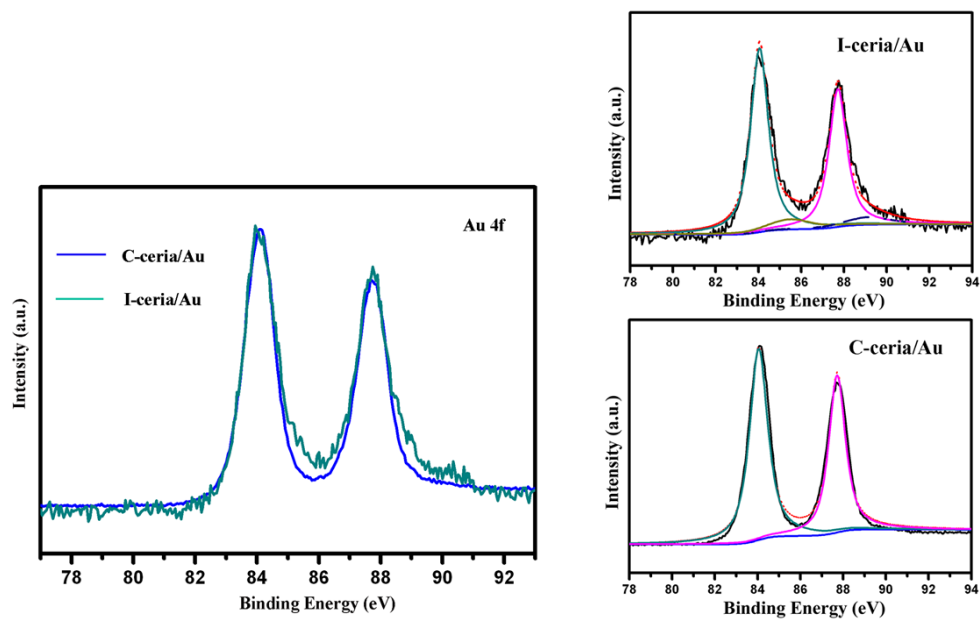 Au 4f
C-ceria/Au
I-ceria/Au
Intensity (a.u.)
78 80 82 84 86 88 90 92
Binding Energy (eV)
I-ceria/Au
Intensity (a.u.)
78 80 82 84 86 88 90 92 94
Binding Energy (eV)
C-ceria/Au
Intensity (a.u.)
78 80 82 84 86 88 90 92 94
Binding Energy (eV)